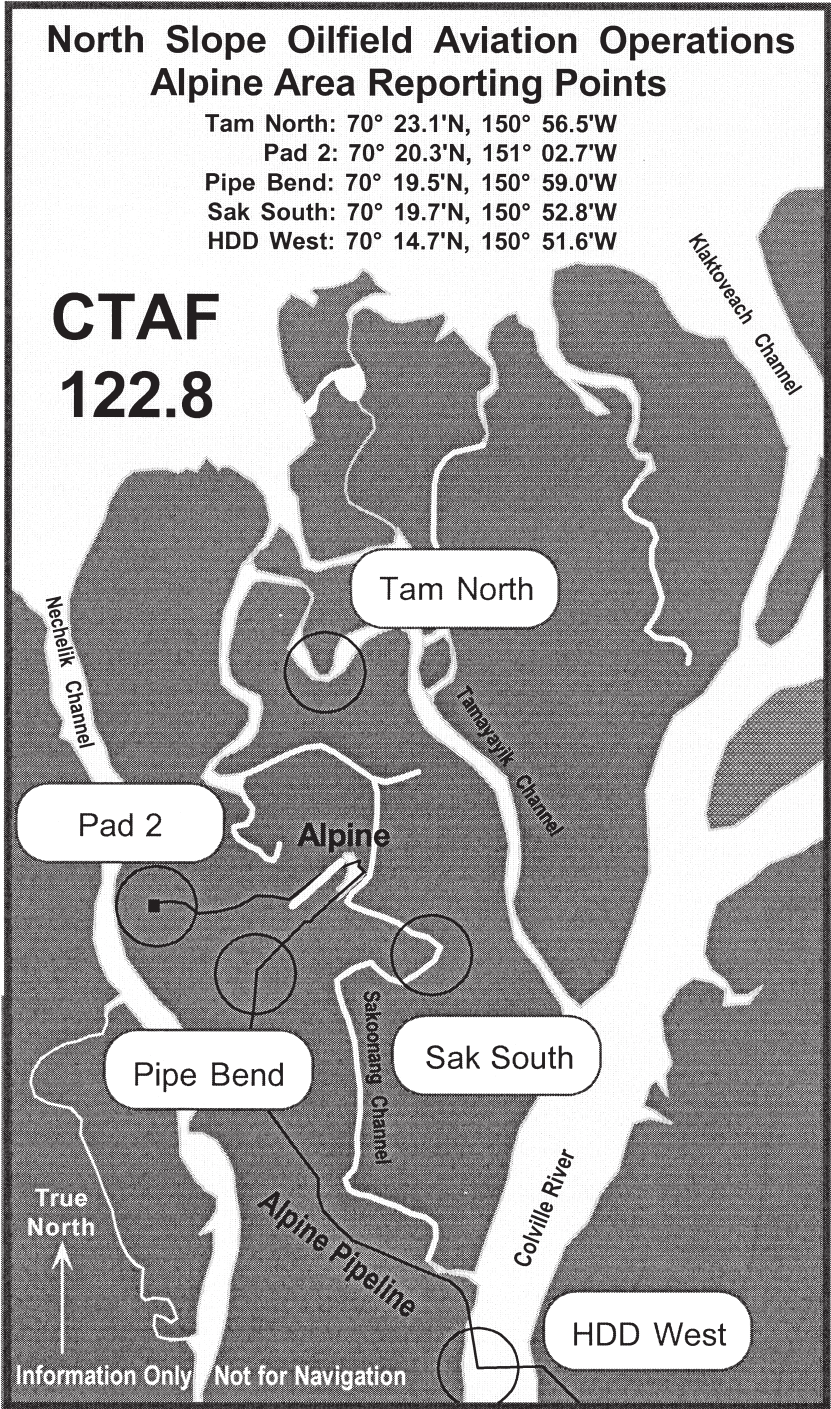 North Slope Oilfield Aviation Operations
Alpine Area Reporting Points
Tam North: 70° 23.1'N, 150° 56.5'W
Pad 2: 70° 20.3'N, 151° 02.7'W
Pipe Bend: 70° 19.5'N, 150° 59.0'W
Sak South: 70° 19.7'N, 150° 52.8'W
HDD West: 70° 14.7'N, 150° 51.6'W
CTAF
122.8
Klaktoveach Channel
Tam North
Nechelik Channel
Tamayayik Channel
Pad 2
Alpine
Sakoonang Channel
Sak South
Pipe Bend
True
North
Alpine Pipeline
Colville River
HDD West
Information Only Not for Navigation